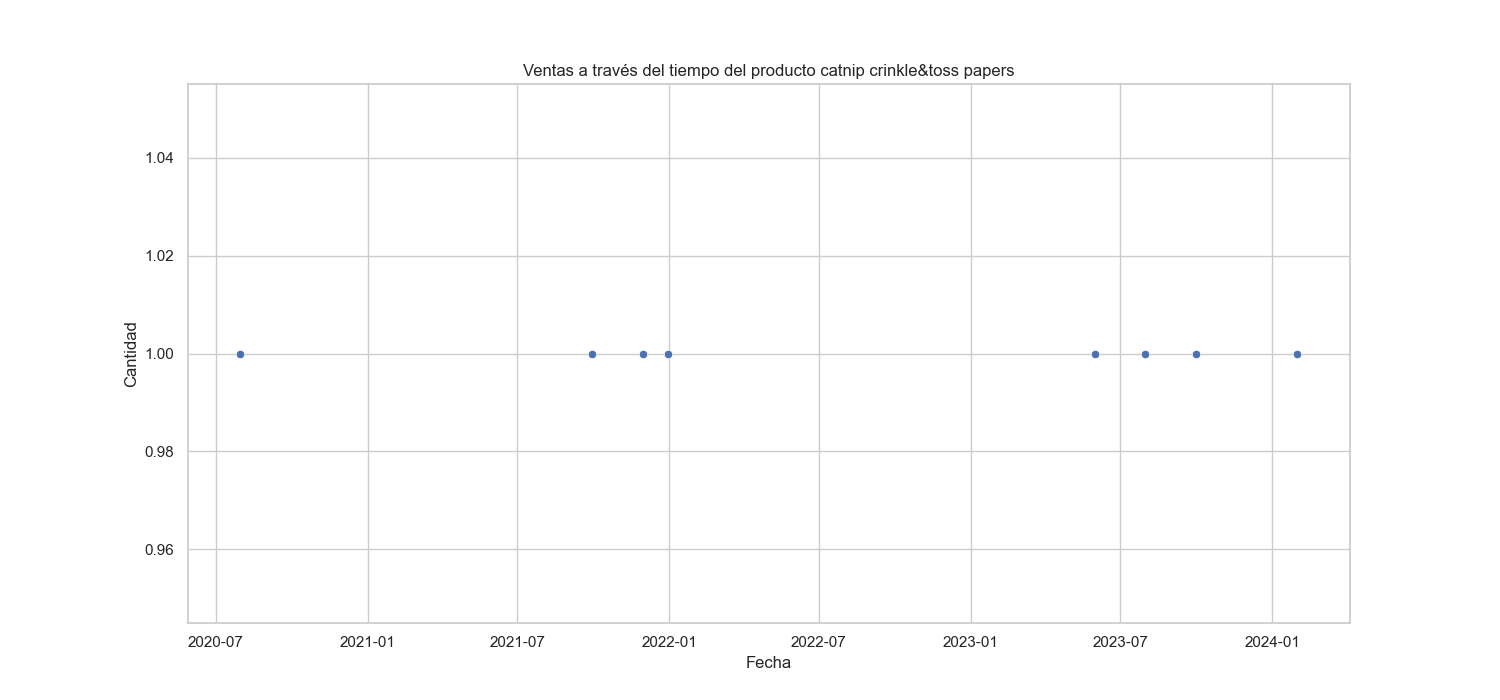 Ventas a través del tiempo del producto catnip crinkle&toss papers
Cantidad
1.04
1.02
1.00
0.98
0.96
2020-07 2021-01 2021-07 2022-01 2022-07 2023-01 2023-07 2024-01
Fecha